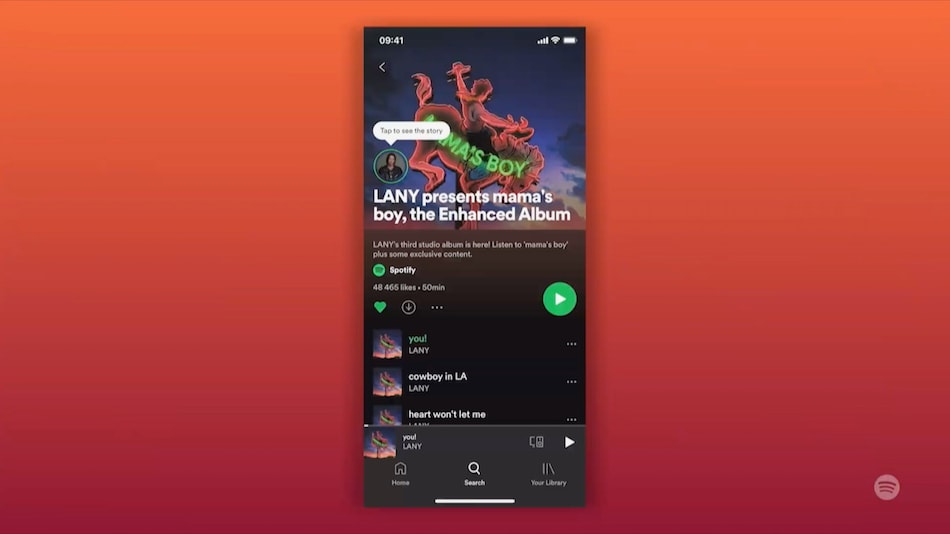 09:41
Tap to see the story
MAMA'S BOY
LANY presents mama's
boy, the Enhanced Album
LANY's third studio album is here! Listen to 'mama's boy'
plus some exclusive content.
Spotify
48 465 likes • 50min
you!
LANY
cowboy in LA
LANY
heart won't let me
LANY
you!
LANY
Home
Search
Your Library